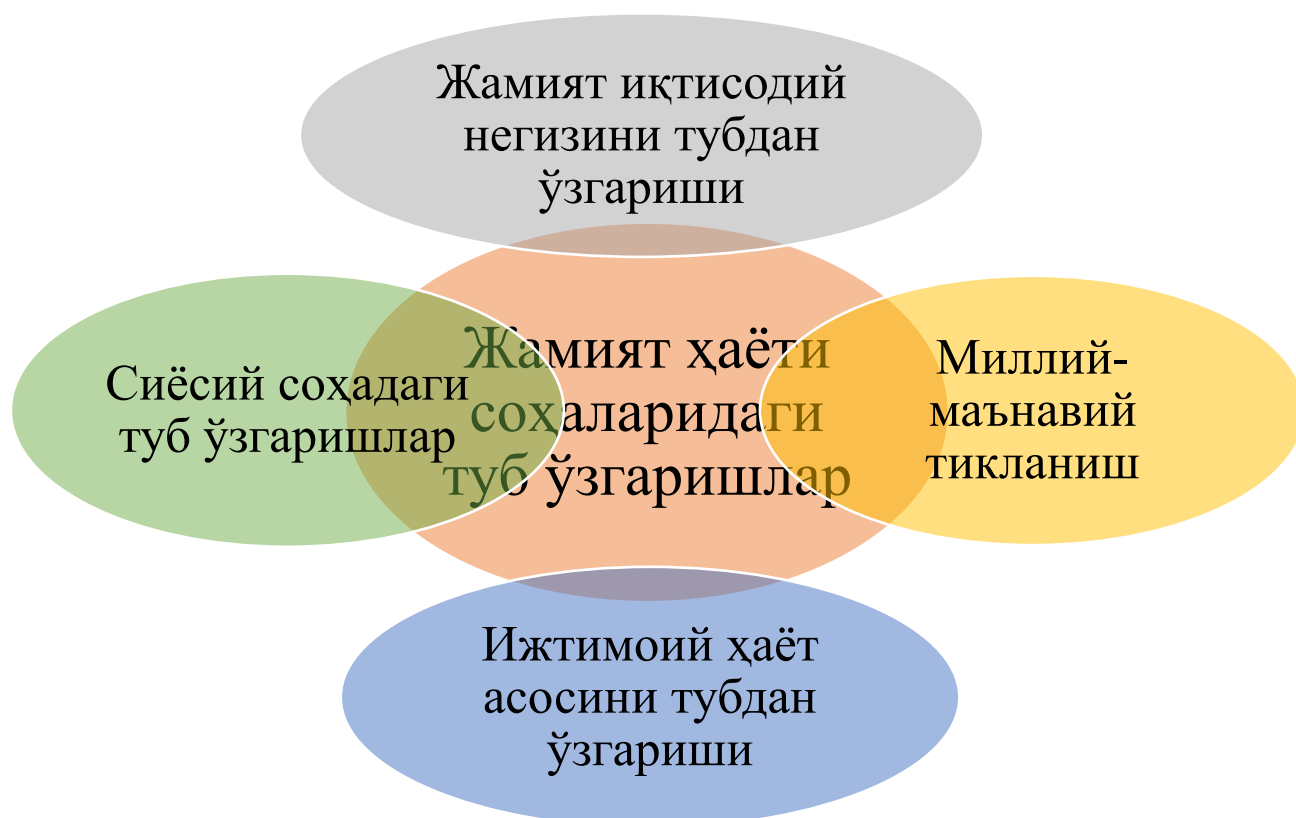 Жамият иқтисодий
негизини тубдан
ўзгариши
Сиёсий соҳадаги
туб ўзгаришлар
Жамият ҳаёти
соҳаларидаги
туб ўзгаришлар
Миллий-
маънавий
тикланиш
Ижтимоий ҳаёт
асосини тубдан
ўзгариши